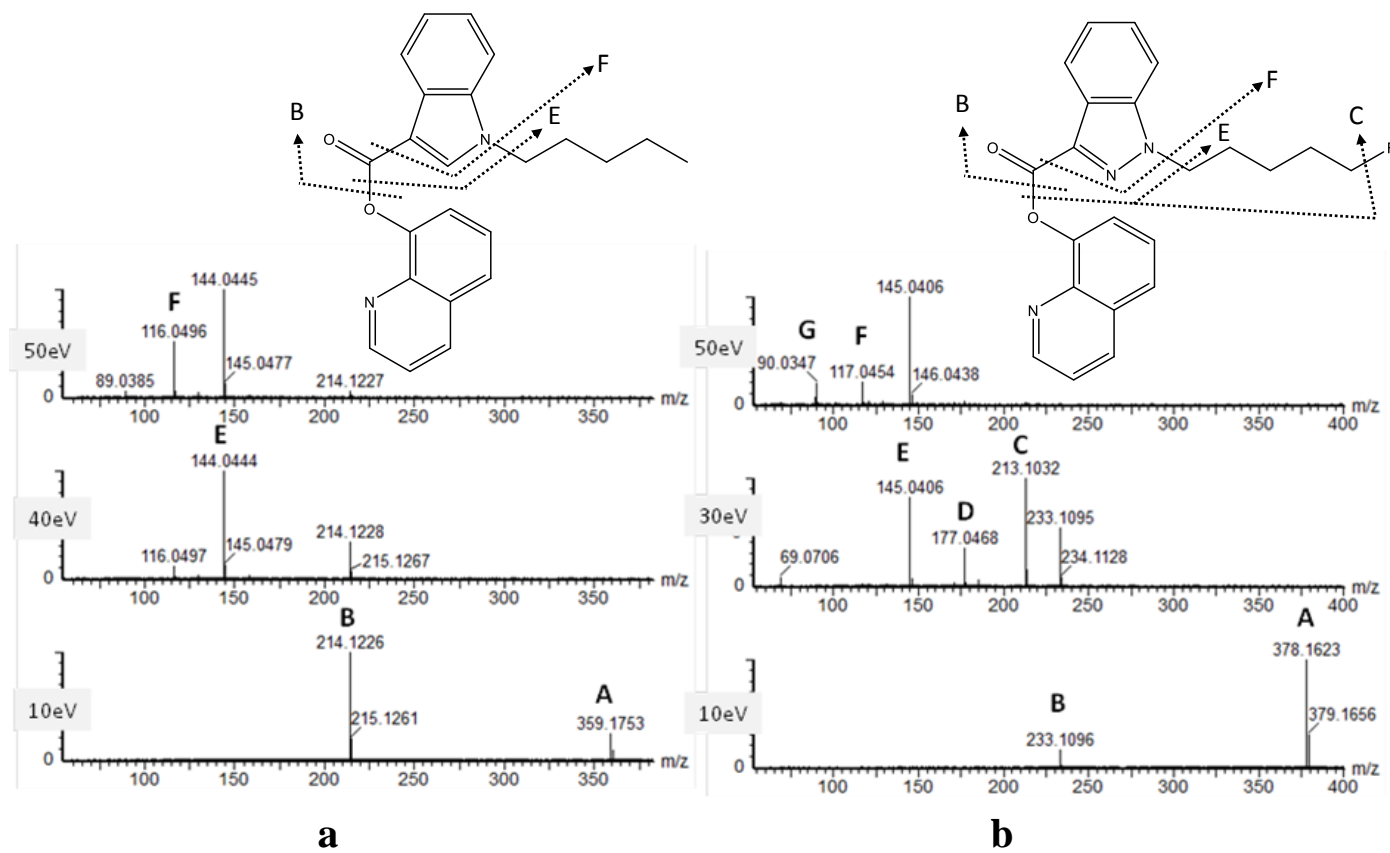 B
F
E
O
N
O
N
B
F
E
C
O
N
N
O
N
50eV
F
144.0445
116.0496
145.0477
89.0385
214.1227
0
100 150 200 250 300 350 m/z
50eV
G
F
145.0406
90.0347
117.0454
146.0438
0
100 150 200 250 300 350 400 m/z
40eV
E
144.0444
116.0497
145.0479
214.1228
215.1267
0
100 150 200 250 300 350 m/z
30eV
E
C
213.1032
145.0406
D
177.0468
233.1095
234.1128
69.0706
0
100 150 200 250 300 350 400 m/z
10eV
B
214.1226
215.1261
A
359.1753
0
100 150 200 250 300 350 m/z
10eV
A
378.1623
379.1656
B
233.1096
0
100 150 200 250 300 350 400 m/z
a
b